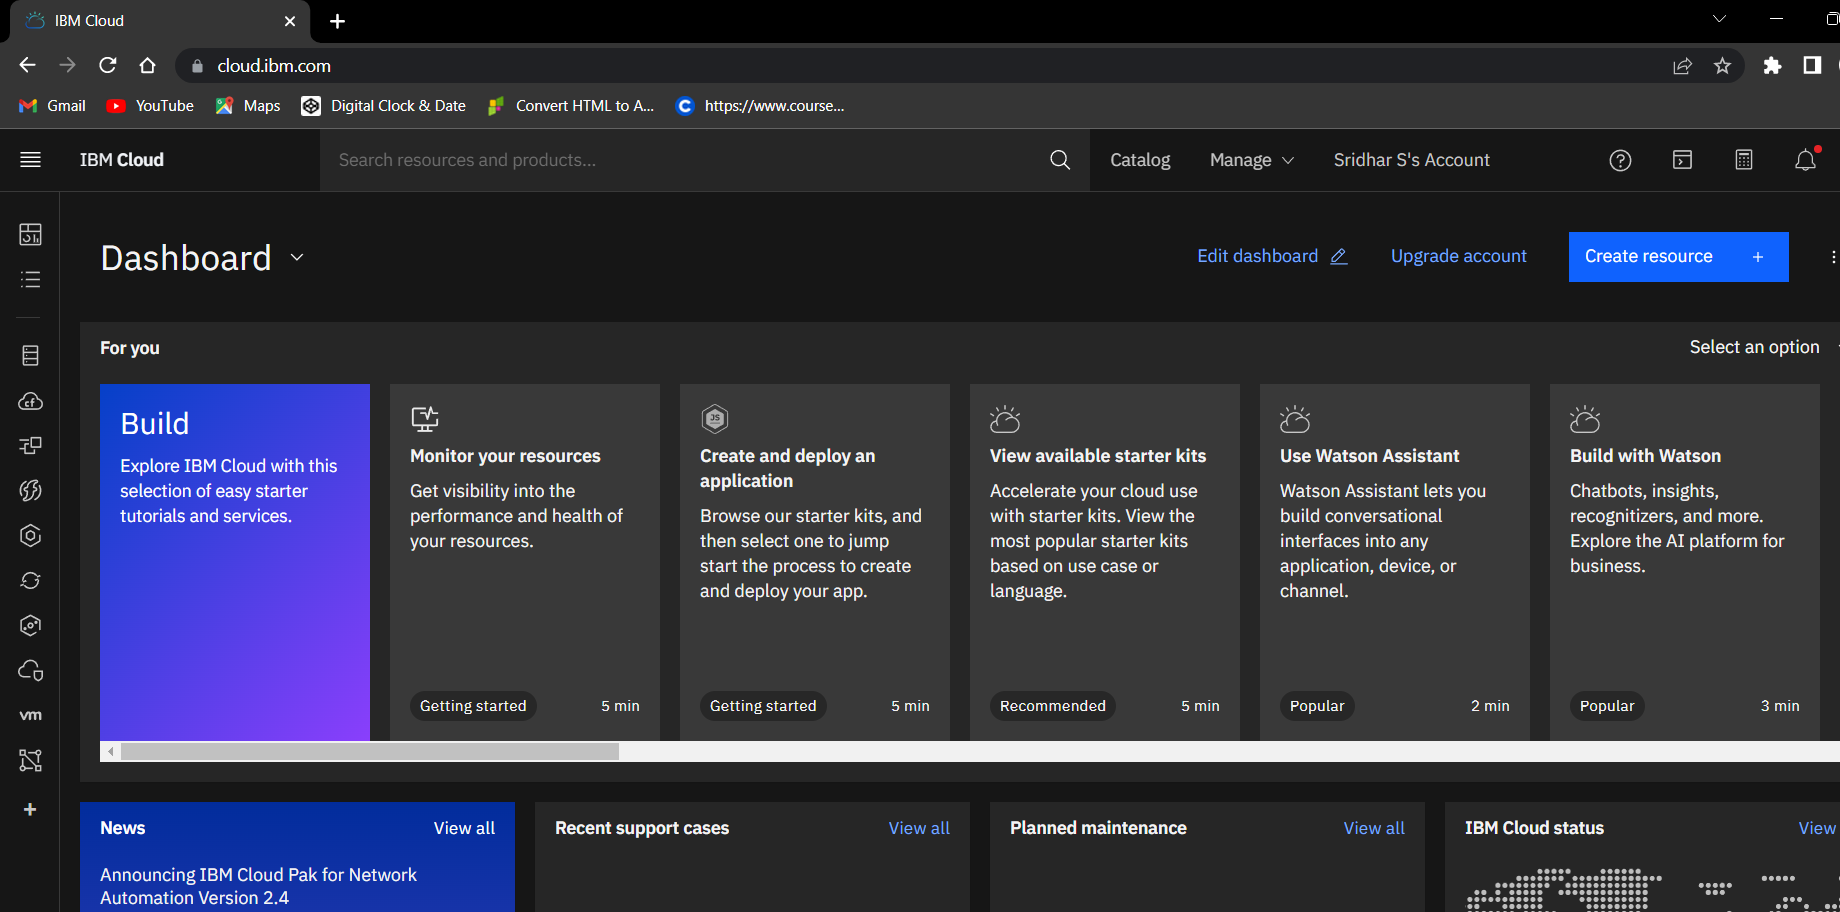 IBM Cloud
cloud.ibm.com
Gmail
YouTube
Maps
Digital Clock & Date
Convert HTML to A...
https://www.course...
IBM Cloud
Search resources and products...
Catalog
Manage
Sridhar S's Account
Dashboard
Edit dashboard
Upgrade account
Create resource +
For you
Select an option
Build
Explore IBM Cloud with this
selection of easy starter
tutorials and services.
Monitor your resources
Get visibility into the
performance and health of
your resources.
Getting started
5 min
JS
Create and deploy an
application
Browse our starter kits, and
then select one to jump
start the process to create
and deploy your app.
Getting started
5 min
View available starter kits
Accelerate your cloud use
with starter kits. View the
most popular starter kits
based on use case or
language.
Recommended
5 min
Use Watson Assistant
Watson Assistant lets you
build conversational
interfaces into any
application, device, or
channel.
Popular
2 min
Build with Watson
Chatbots, insights,
recognitizers, and more.
Explore the AI platform for
business.
Popular
3 min
cf
vm
News
View all
Announcing IBM Cloud Pak for Network
Automation Version 2.4
Recent support cases
View all
Planned maintenance
View all
IBM Cloud status
View